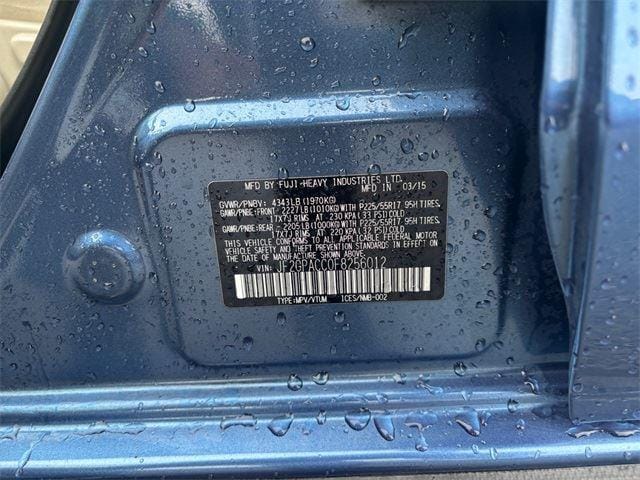 MFD BY FUJI-HEAVY INDUSTRIES LTD.
MFD IN 03/15
GVWR/PNBV: 4343LB(1970KG)
GAWR/PNBE:FRONT: 2227LB(1010KG)WITH P225/55R17 95H TIRES,
17X7J RIMS AT 230 KPA (33 PSI)COLD
GAWR/PNBE:REAR: 2205LB(1000KG)WITH P225/55R17 95H TIRES,
17X7J RIMS AT 220 KPA (32 PSI)COLD
THIS VEHICLE CONFORMS TO ALL APPLICABLE FEDERAL MOTOR
VEHICLE SAFETY STANDARDS IN EFFECT ON
THE DATE OF MANUFACTURE SHOWN ABOVE.
VIN: JF2GPACC0F8256012
TYPE:MPV/VTUM ICES/NMB-002